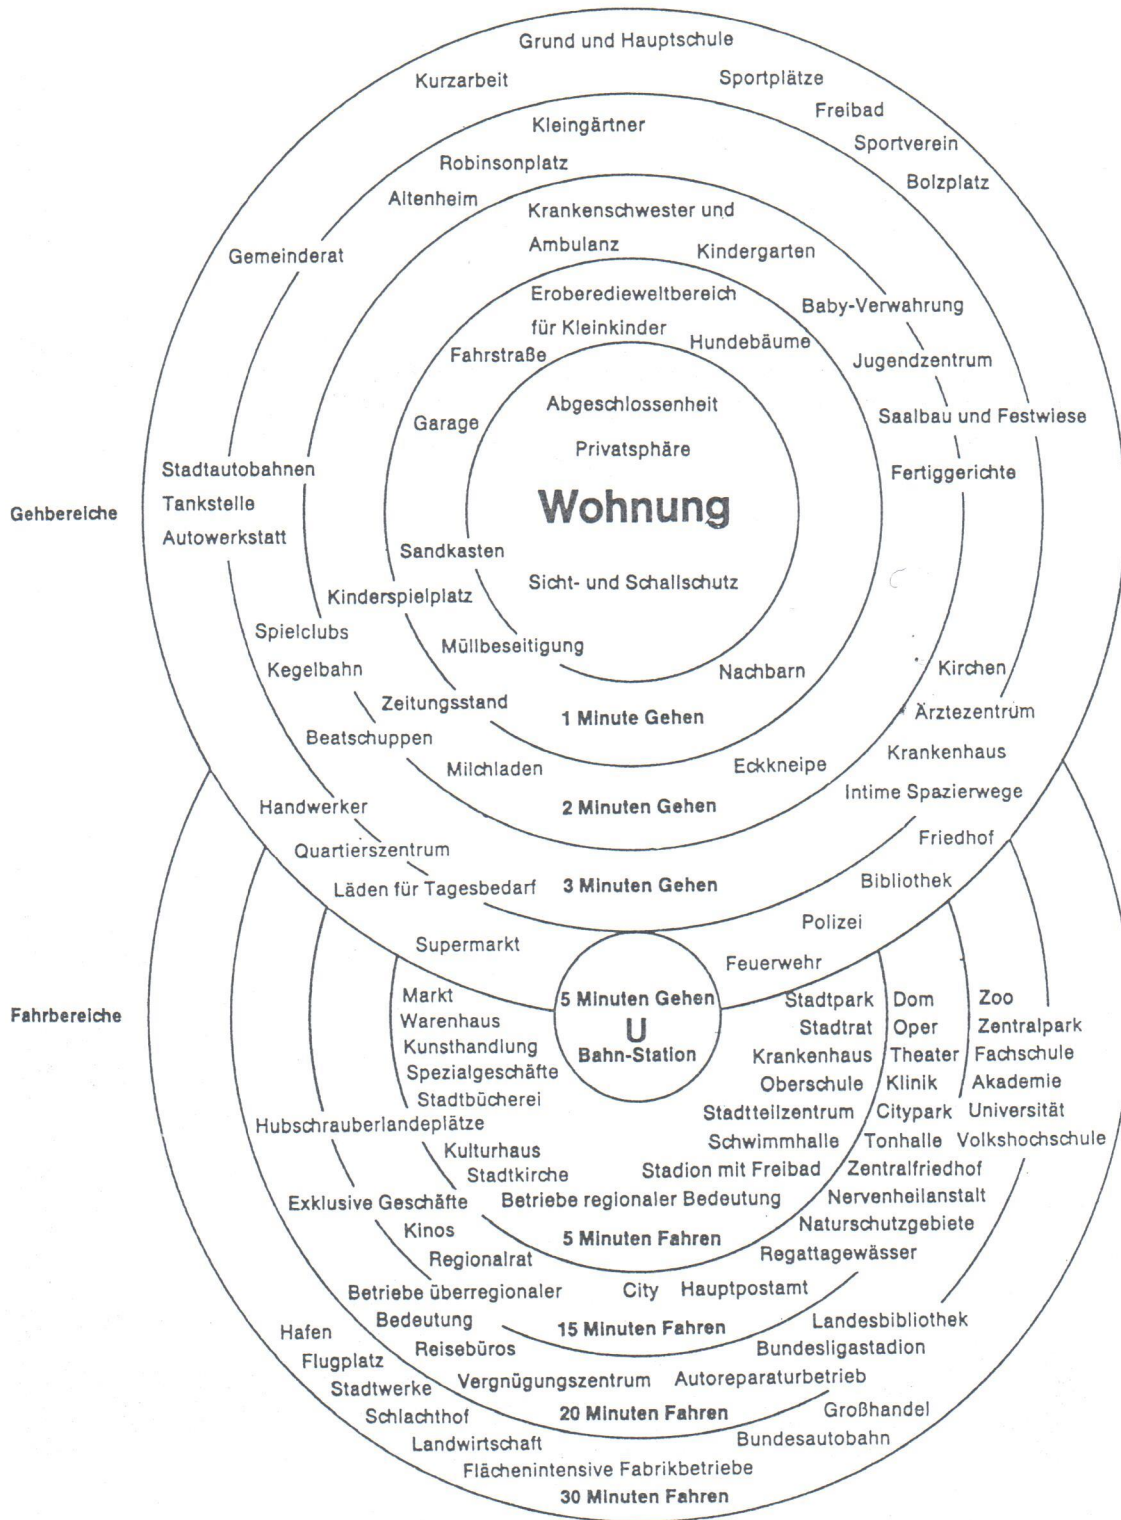 Grund und Hauptschule
Kurzarbeit
Sportplätze
Freibad
Kleingärtner
Sportverein
Robinsonplatz
Bolzplatz
Altenheim
Krankenschwester und
Ambulanz
Kindergarten
Gemeinderat
Eroberedieweltbereich
Baby-Verwahrung
für Kleinkinder
Hundebäume
Fahrstraße
Jugendzentrum
Abgeschlossenheit
Garage
Saalbau und Festwiese
Privatsphäre
Stadtautobahnen
Fertiggerichte
Tankstelle
Wohnung
Gehbereiche
Autowerkstatt
Sandkasten
Sicht- und Schallschutz
Kinderspielplatz
Spielclubs
Müllbeseitigung
Kegelbahn
Nachbarn
Kirchen
Zeitungsstand
1 Minute Gehen
Ärztezentrum
Beatschuppen
Krankenhaus
Milchladen
Eckkneipe
Intime Spazierwege
Handwerker
2 Minuten Gehen
Friedhof
Quartierszentrum
Läden für Tagesbedarf
3 Minuten Gehen
Bibliothek
Polizei
Supermarkt
Feuerwehr
Markt
5 Minuten Gehen
Stadtpark Dom Zoo
Fahrbereiche
Warenhaus
U
Stadtrat Oper Zentralpark
Kunsthandlung
Bahn-Station
Krankenhaus Theater Fachschule
Spezialgeschäfte
Oberschule Klinik Akademie
Stadtbücherei
Stadtteilzentrum Citypark Universität
Hubschrauberlandeplätze
Schwimmhalle Tonhalle Volkshochschule
Kulturhaus
Stadtkirche
Stadion mit Freibad Zentralfriedhof
Exklusive Geschäfte
Betriebe regionaler Bedeutung
Nervenheilanstalt
Kinos
5 Minuten Fahren
Naturschutzgebiete
Regionalrat
Regattagewässer
Betriebe überregionaler
City Hauptpostamt
Bedeutung
15 Minuten Fahren
Landesbibliothek
Hafen
Reisebüros
Bundesligastadion
Flugplatz
Stadtwerke
Vergnügungszentrum
Autoreparaturbetrieb
Schlachthof
20 Minuten Fahren
Großhandel
Landwirtschaft
Bundesautobahn
Flächenintensive Fabrikbetriebe
30 Minuten Fahren